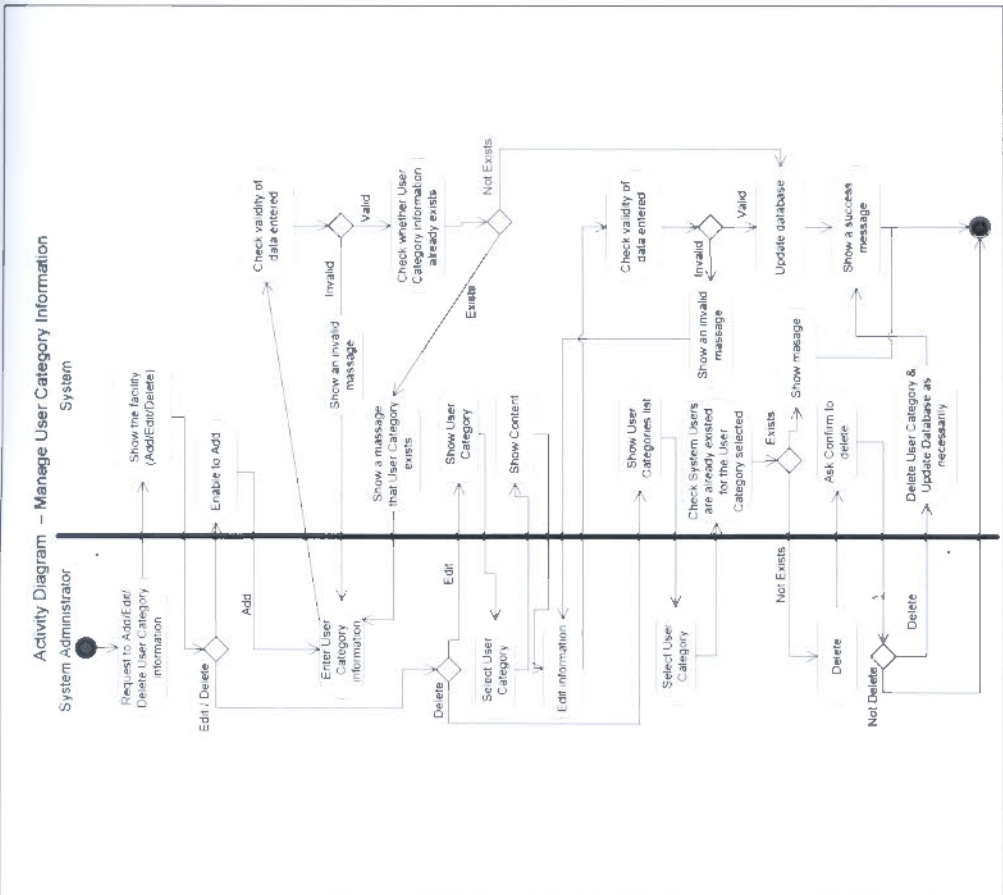 Activity Diagram – Manage User Category Information
System Administrator
System
Request to Add/Edit/
Delete User Category
information
Show the facility
(Add/Edit/Delete)
Edit / Delete
Enable to Add
Add
Enter User
Category
information
Check validity of
data entered
Invalid
Valid
Show an invalid
massage
Check whether User
Category information
already exists
Exists
Not Exists
Show a massage
that User Category
exists
Delete
Edit
Show User
Category
Select User
Category
Show Content
Edit information
Check validity of
data entered
Invalid
Valid
Show an invalid
massage
Update database
Show User
Categories list
Select User
Category
Check System Users
are already existed
for the User
Category selected
Exists
Not Exists
Show masage
Show a success
message
Delete
Ask Confirm to
delete
Not Delete
Delete
Delete User Category &
Update Database as
necessarily